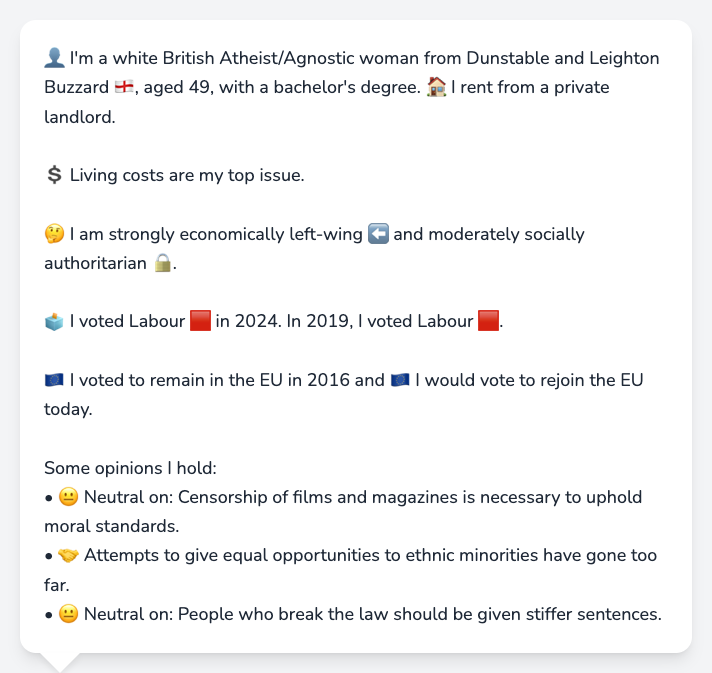 👤 I'm a white British Atheist/Agnostic woman from Dunstable and Leighton
Buzzard 🏴󠁧󠁢󠁥󠁮󠁧󠁿, aged 49, with a bachelor's degree. 🏠 I rent from a private
landlord.
💲 Living costs are my top issue.
🤔 I am strongly economically left-wing ⬅️ and moderately socially
authoritarian 🔒.
🗳️ I voted Labour 🟥 in 2024. In 2019, I voted Labour 🟥.
🇪🇺 I voted to remain in the EU in 2016 and 🇪🇺 I would vote to rejoin the EU
today.
Some opinions I hold:
• 😐 Neutral on: Censorship of films and magazines is necessary to uphold
moral standards.
• 🤝 Attempts to give equal opportunities to ethnic minorities have gone too
far.
• 😐 Neutral on: People who break the law should be given stiffer sentences.